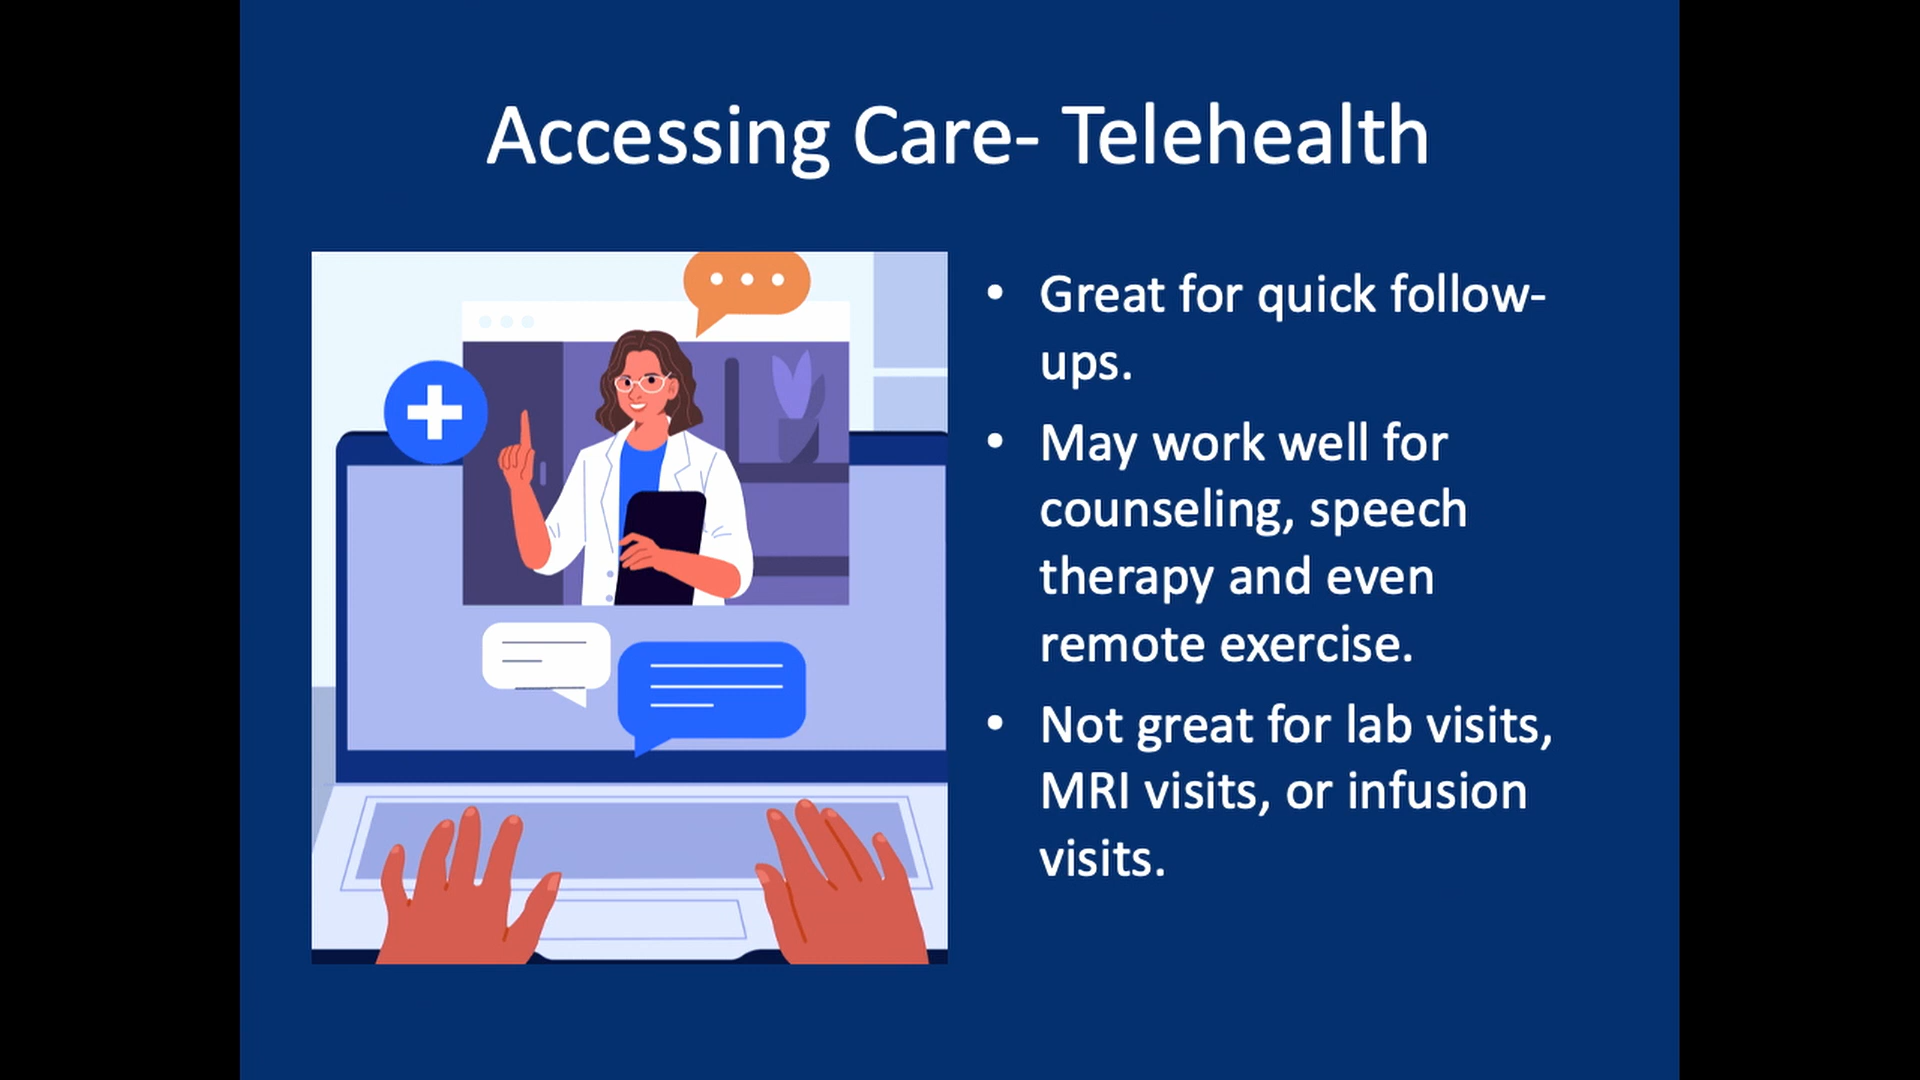 Accessing Care- Telehealth
• Great for quick follow-
ups.
• May work well for
counseling, speech
therapy and even
remote exercise.
• Not great for lab visits,
MRI visits, or infusion
visits.